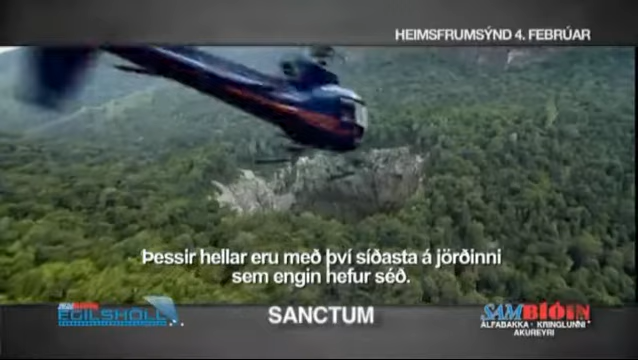 HEIMSFRUMSÝND 4. FEBRÚAR
Þessir hellar eru með því síðasta á jörðinni
sem engin hefur séð.
SAMBÍÓIN
EGILSHÖLL
SANCTUM
SAMBÍÓIN
ÁLFABAKKA - KRINGLUNNI
AKUREYRI